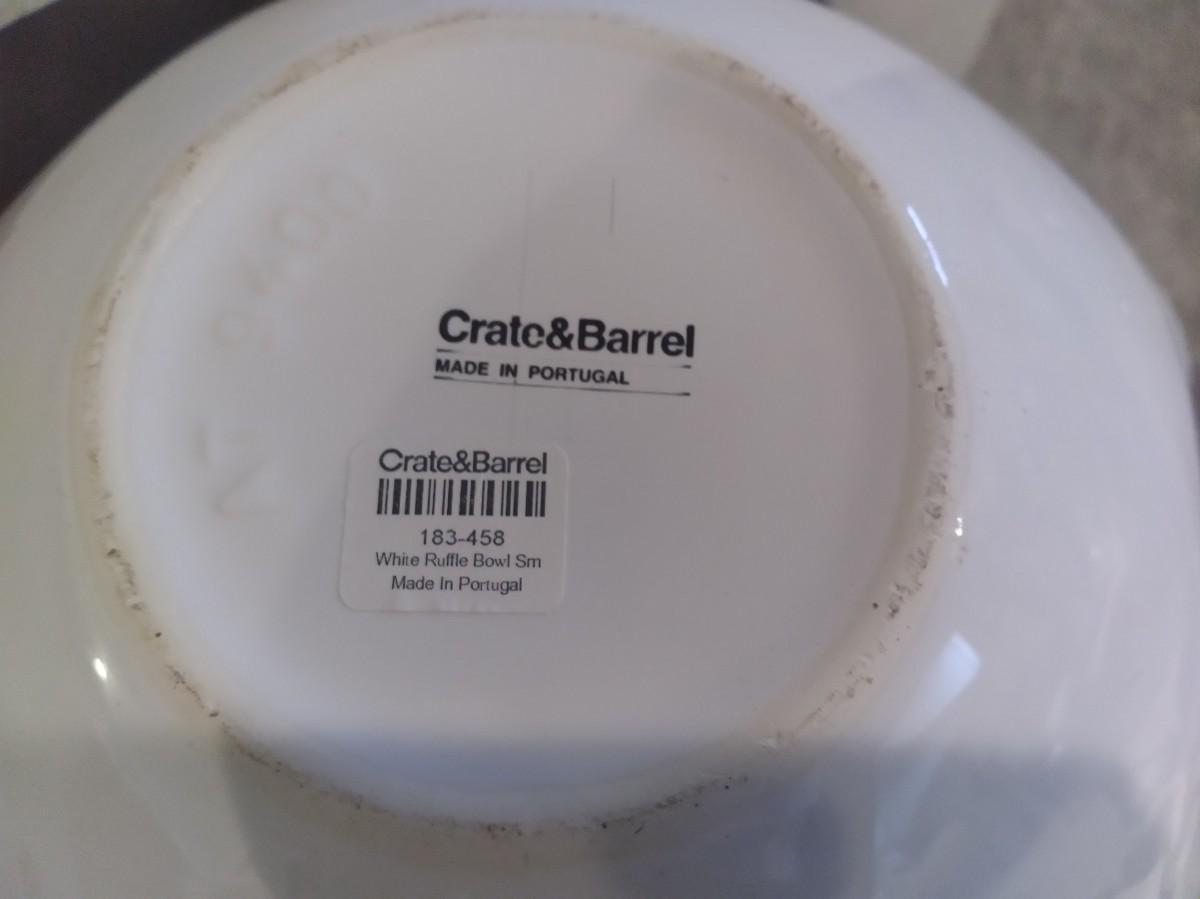 Crate&Barrel
MADE IN PORTUGAL
Crate&Barrel
183-458
White Ruffle Bowl Sm
Made In Portugal